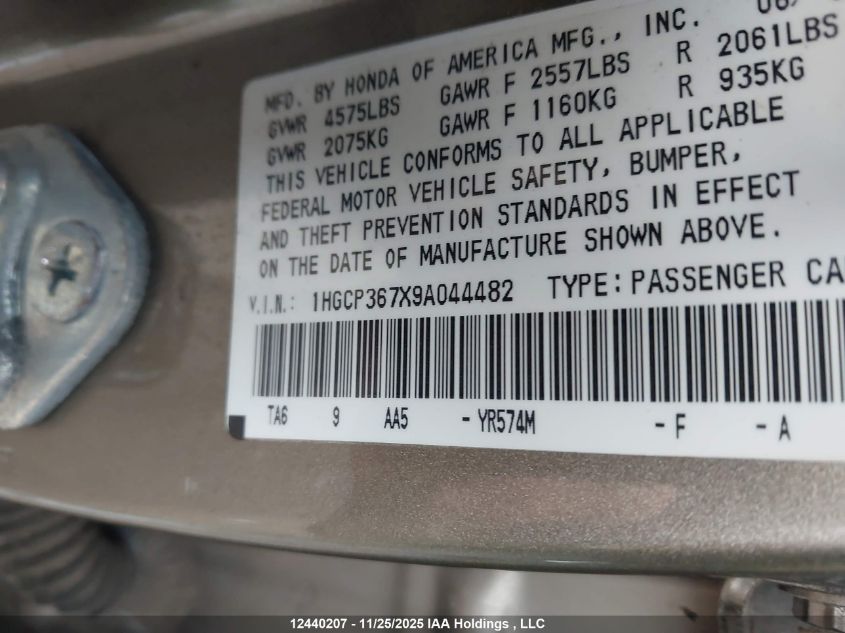 MFD. BY HONDA OF AMERICA MFG., INC.
GVWR 4575LBS GAWR F 2557LBS R 2061LBS
GVWR 2075KG GAWR F 1160KG R 935KG
THIS VEHICLE CONFORMS TO ALL APPLICABLE
FEDERAL MOTOR VEHICLE SAFETY, BUMPER,
AND THEFT PREVENTION STANDARDS IN EFFECT
ON THE DATE OF MANUFACTURE SHOWN ABOVE.
V.I.N.: 1HGCP367X9A044482 TYPE:PASSENGER CA
TA6 9 AA5 - YR574M - F - A
12440207 - 11/25/2025 IAA Holdings , LLC